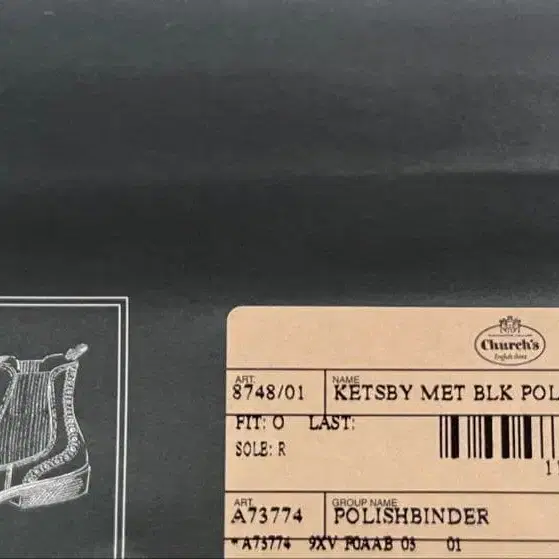 Church's
English shoes
ART. NAME
8748/01 KETSBY MET BLK POL
FIT: O LAST:
SOLE: R
1
ART. GROUP NAME
A73774 POLISHBINDER
*A73774 9XV F0AAB 03 01